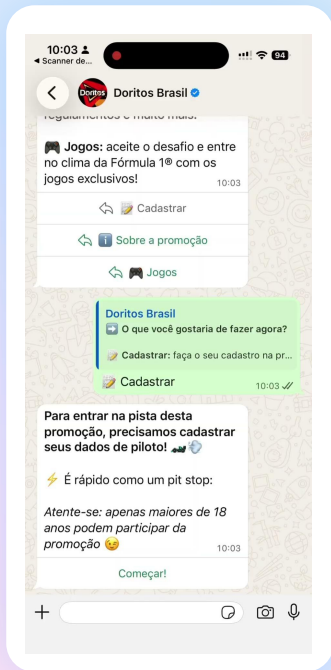 10:03
Scanner de...
94
Doritos
Doritos Brasil
regulamentos e muito mais.
🎮 Jogos: aceite o desafio e entre
no clima da Fórmula 1® com os
jogos exclusivos!
10:03
📝 Cadastrar
ℹ️ Sobre a promoção
🎮 Jogos
Doritos Brasil
➡️ O que você gostaria de fazer agora?
📝 Cadastrar: faça o seu cadastro na pr...
📝 Cadastrar
10:03
Para entrar na pista desta
promoção, precisamos cadastrar
seus dados de piloto! 🏎️💨
⚡ É rápido como um pit stop:
Atente-se: apenas maiores de 18
anos podem participar da
promoção 😉
10:03
Começar!